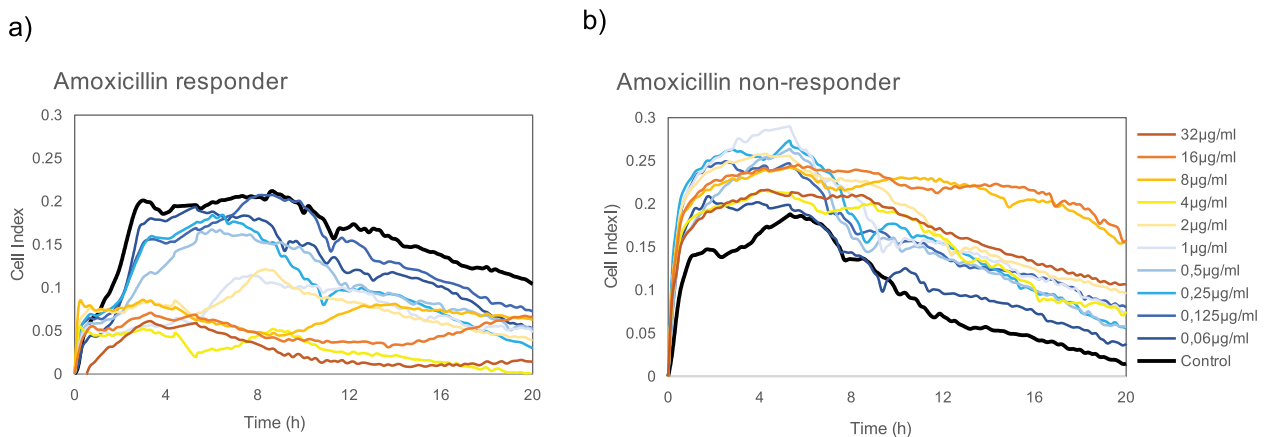 a)
Amoxicillin responder
Cell Index
0.3
0.25
0.2
0.15
0.1
0.05
0
0 4 8 12 16 20
Time (h)
b)
Amoxicillin non-responder
Cell IndexI)
0.3
0.25
0.2
0.15
0.1
0.05
0
0 4 8 12 16 20
Time (h)
32µg/ml
16µg/ml
8µg/ml
4µg/ml
2µg/ml
1µg/ml
0,5µg/ml
0,25µg/ml
0,125µg/ml
0,06µg/ml
Control